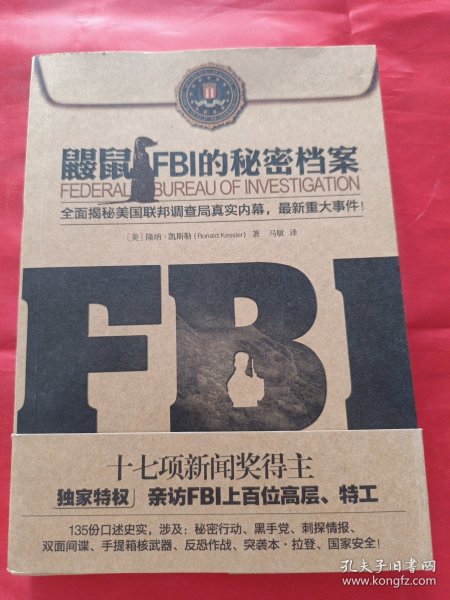 鼹鼠 FBI的秘密档案
FEDERAL BUREAU OF INVESTIGATION
全面揭秘美国联邦调查局真实内幕，最新重大事件！
［美］隆纳·凯斯勒（Ronald Kessler） 著 马敏 译
FBI
十七项新闻奖得主
独家特权 亲访FBI上百位高层、特工
135份口述史实，涉及：秘密行动、黑手党、刺探情报、
双面间谍、手提箱核武器、反恐作战、突袭本·拉登、国家安全！
孔夫子旧书网
www.kongfz.com